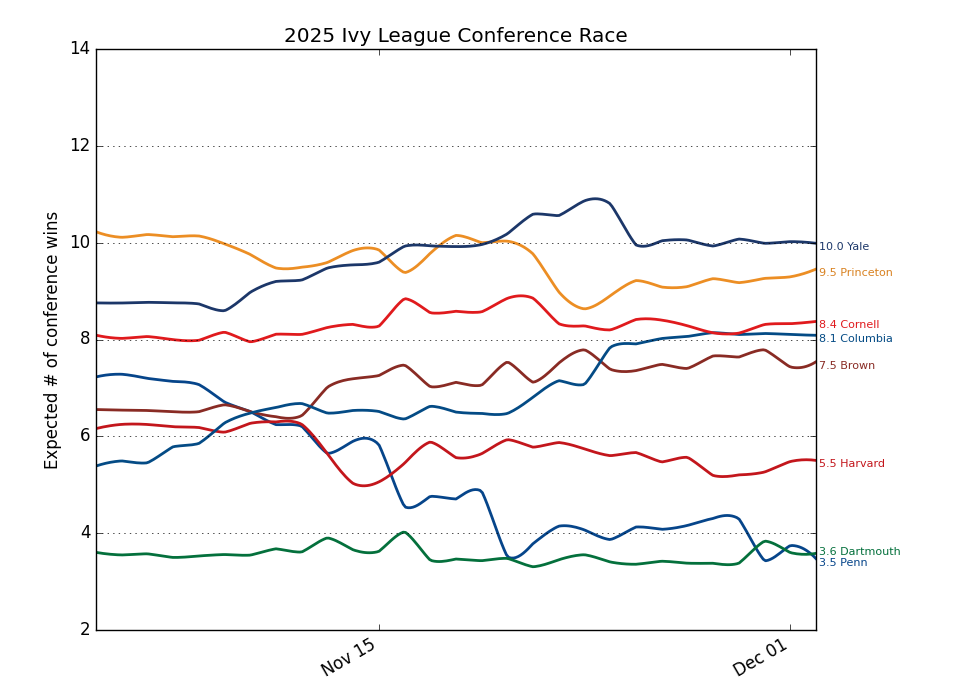 2025 Ivy League Conference Race
Expected # of conference wins
14
12
10
8
6
4
2
Nov 15
Dec 01
10.0 Yale
9.5 Princeton
8.4 Cornell
8.1 Columbia
7.5 Brown
5.5 Harvard
3.6 Dartmouth
3.5 Penn